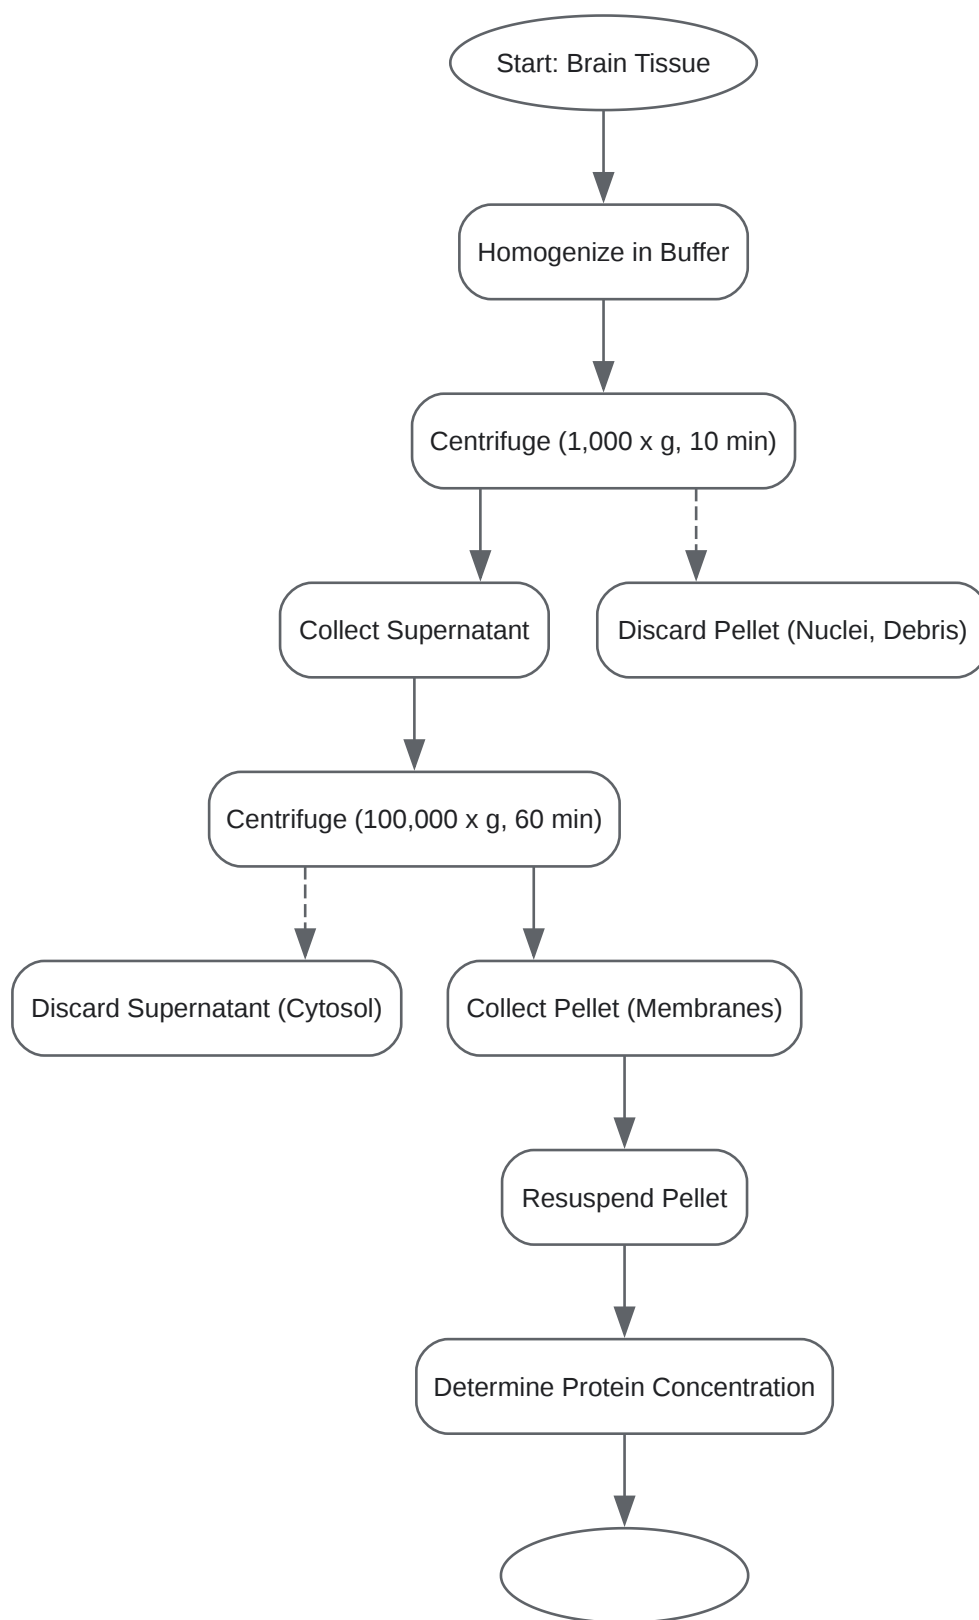 Start: Brain Tissue
Homogenize in Buffer
Centrifuge (1,000 x g, 10 min)
Collect Supernatant
Discard Pellet (Nuclei, Debris)
Centrifuge (100,000 x g, 60 min)
Discard Supernatant (Cytosol)
Collect Pellet (Membranes)
Resuspend Pellet
Determine Protein Concentration